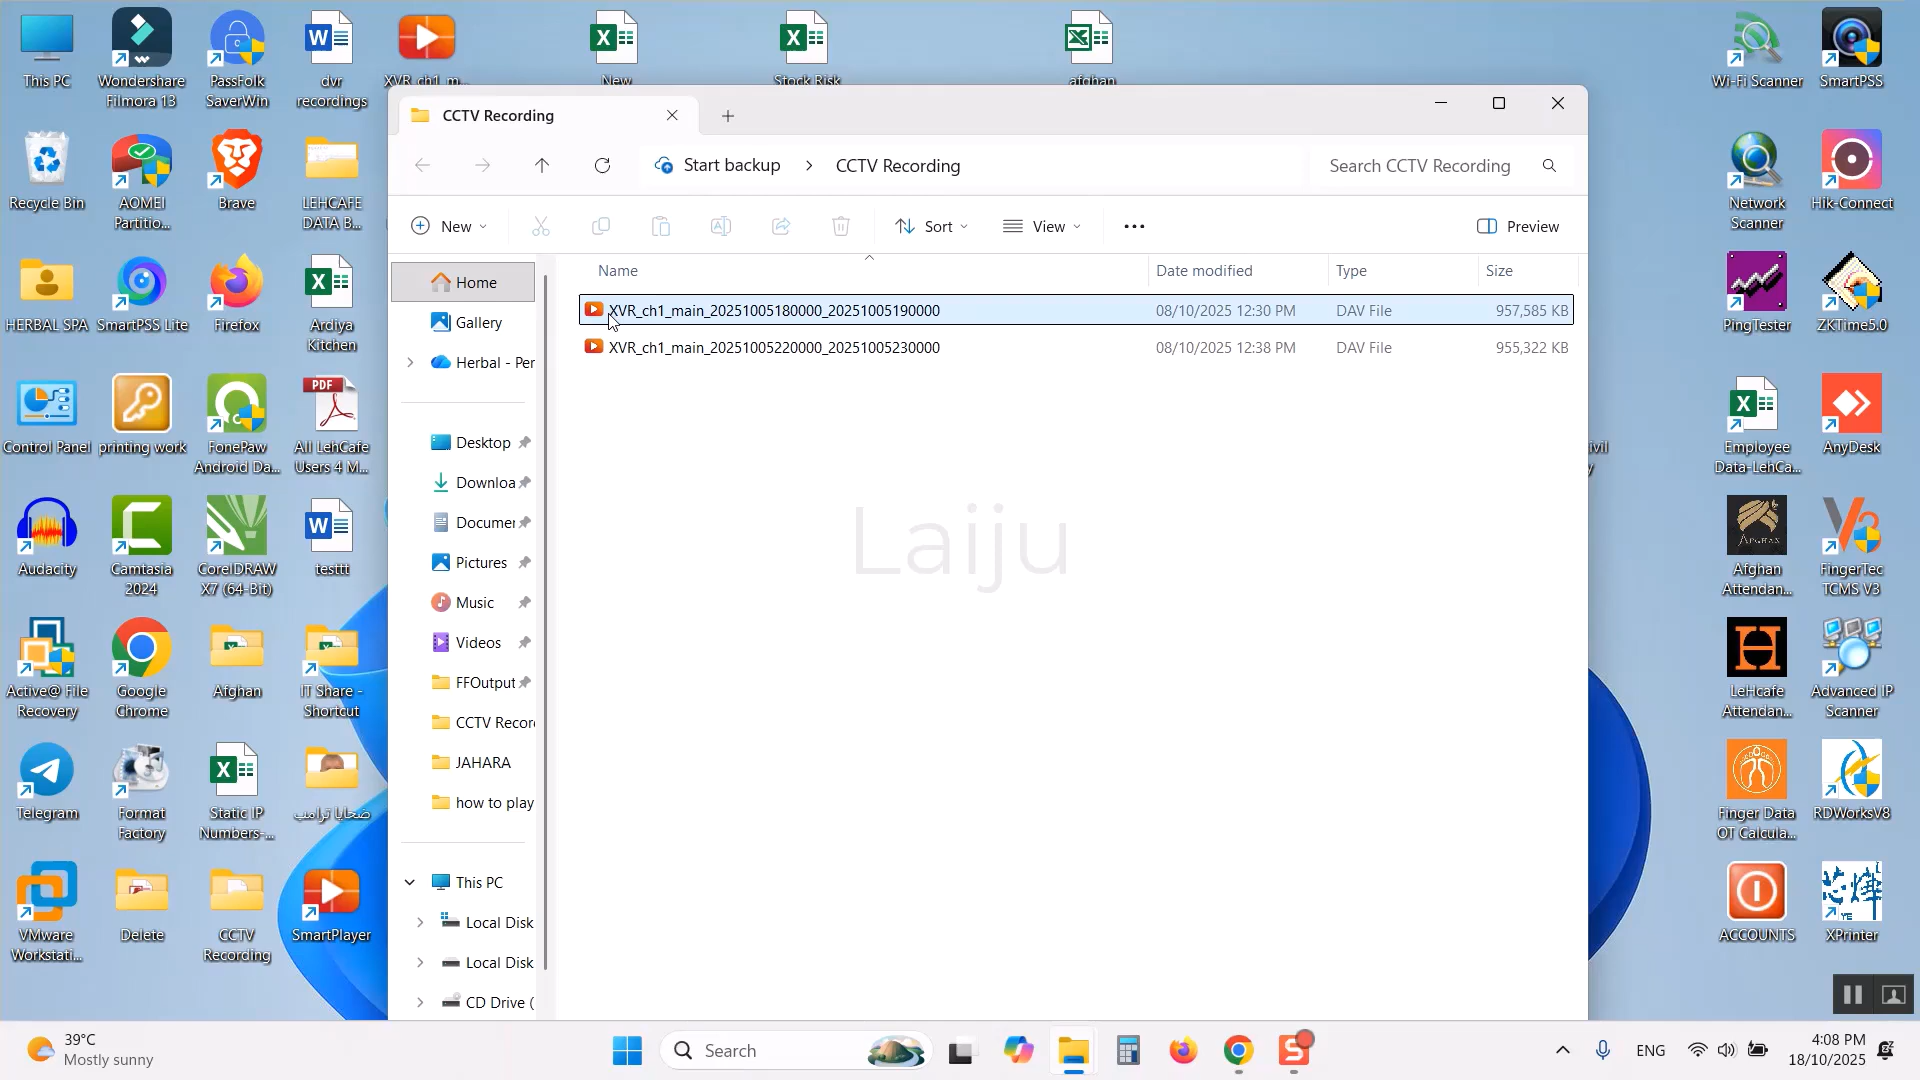 This PC
Wondershare
Filmora 13
PassFolk
SaverWin
dvr
recordings
XVR_ch1_m...
New
Stock Risk
afghan
Wi-Fi Scanner
SmartPSS
Recycle Bin
AOMEI
Partitio...
Brave
LEHCAFE
DATA B...
Network
Scanner
Hik-Connect
HERBAL SPA
SmartPSS Lite
Firefox
Ardiya
Kitchen
PingTester
ZKTime5.0
Control Panel
printing work
FonePaw
Android Da...
PDF
All LehCafe
Users 4 M...
Employee
Data-LehCa...
AnyDesk
Audacity
Camtasia
2024
CorelDRAW
X7 (64-Bit)
testtt
AFGHAN
Afghan
Attendan...
FingerTec
TCMS V3
Active@ File
Recovery
Google
Chrome
Afghan
IT Share -
Shortcut
LeHcafe
Attendan...
Advanced IP
Scanner
Telegram
Format
Factory
Static IP
Numbers-...
ضحايا ترامب
Finger Data
OT Calcula...
RDWorksV8
VMware
Workstati...
Delete
CCTV
Recording
SmartPlayer
ACCOUNTS
XPrinter
CCTV Recording
Start backup
CCTV Recording
Search CCTV Recording
New
Sort
View
Preview
Name
Date modified
Type
Size
XVR_ch1_main_20251005180000_20251005190000
08/10/2025 12:30 PM
DAV File
957,585 KB
XVR_ch1_main_20251005220000_20251005230000
08/10/2025 12:38 PM
DAV File
955,322 KB
Home
Gallery
Herbal - Per
Desktop
Downloa
Documer
Pictures
Music
Videos
FFOutput
CCTV Recor
JAHARA
how to play
This PC
Local Disk
Local Disk
CD Drive (
Laiju
39°C
Mostly sunny
Search
ENG
4:08 PM
18/10/2025